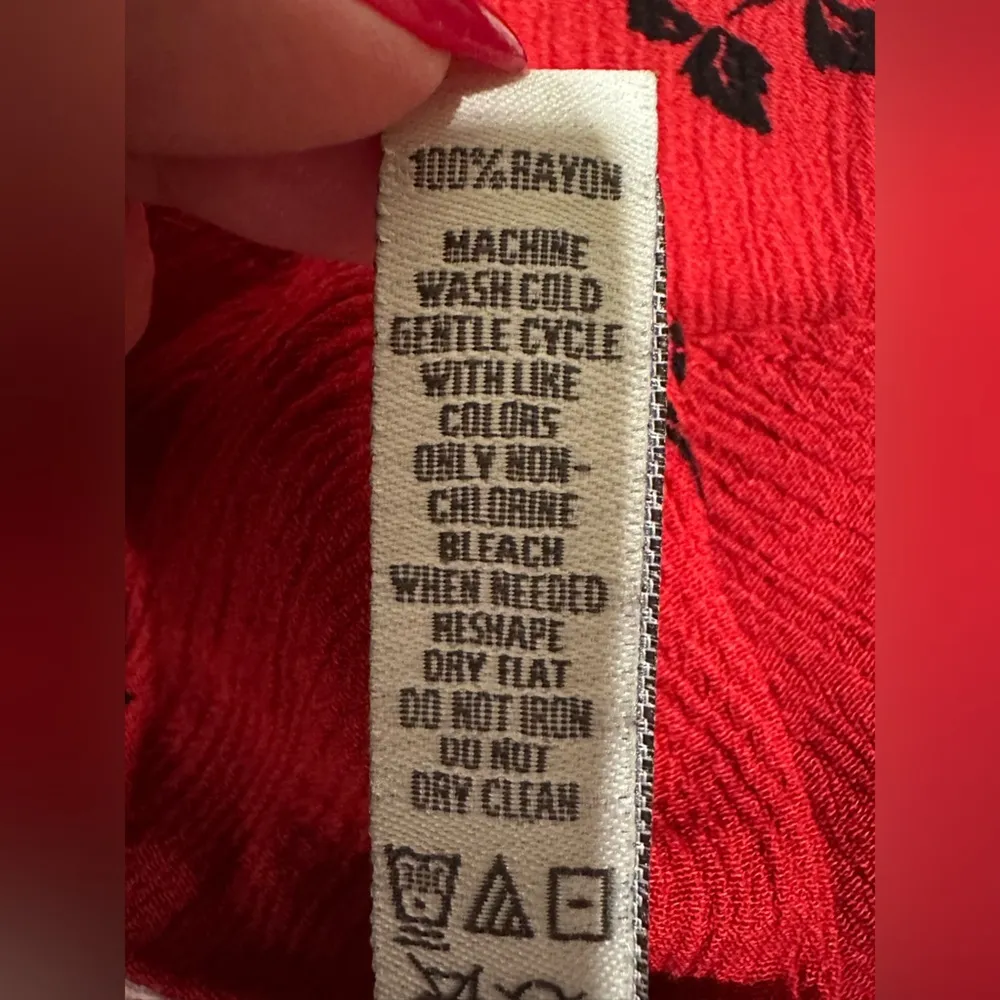 100% RAYON
MACHINE
WASH COLD
GENTLE CYCLE
WITH LIKE
COLORS
ONLY NON-
CHLORINE
BLEACH
WHEN NEEDED
RESHAPE
DRY FLAT
DO NOT IRON
DO NOT
DRY CLEAN